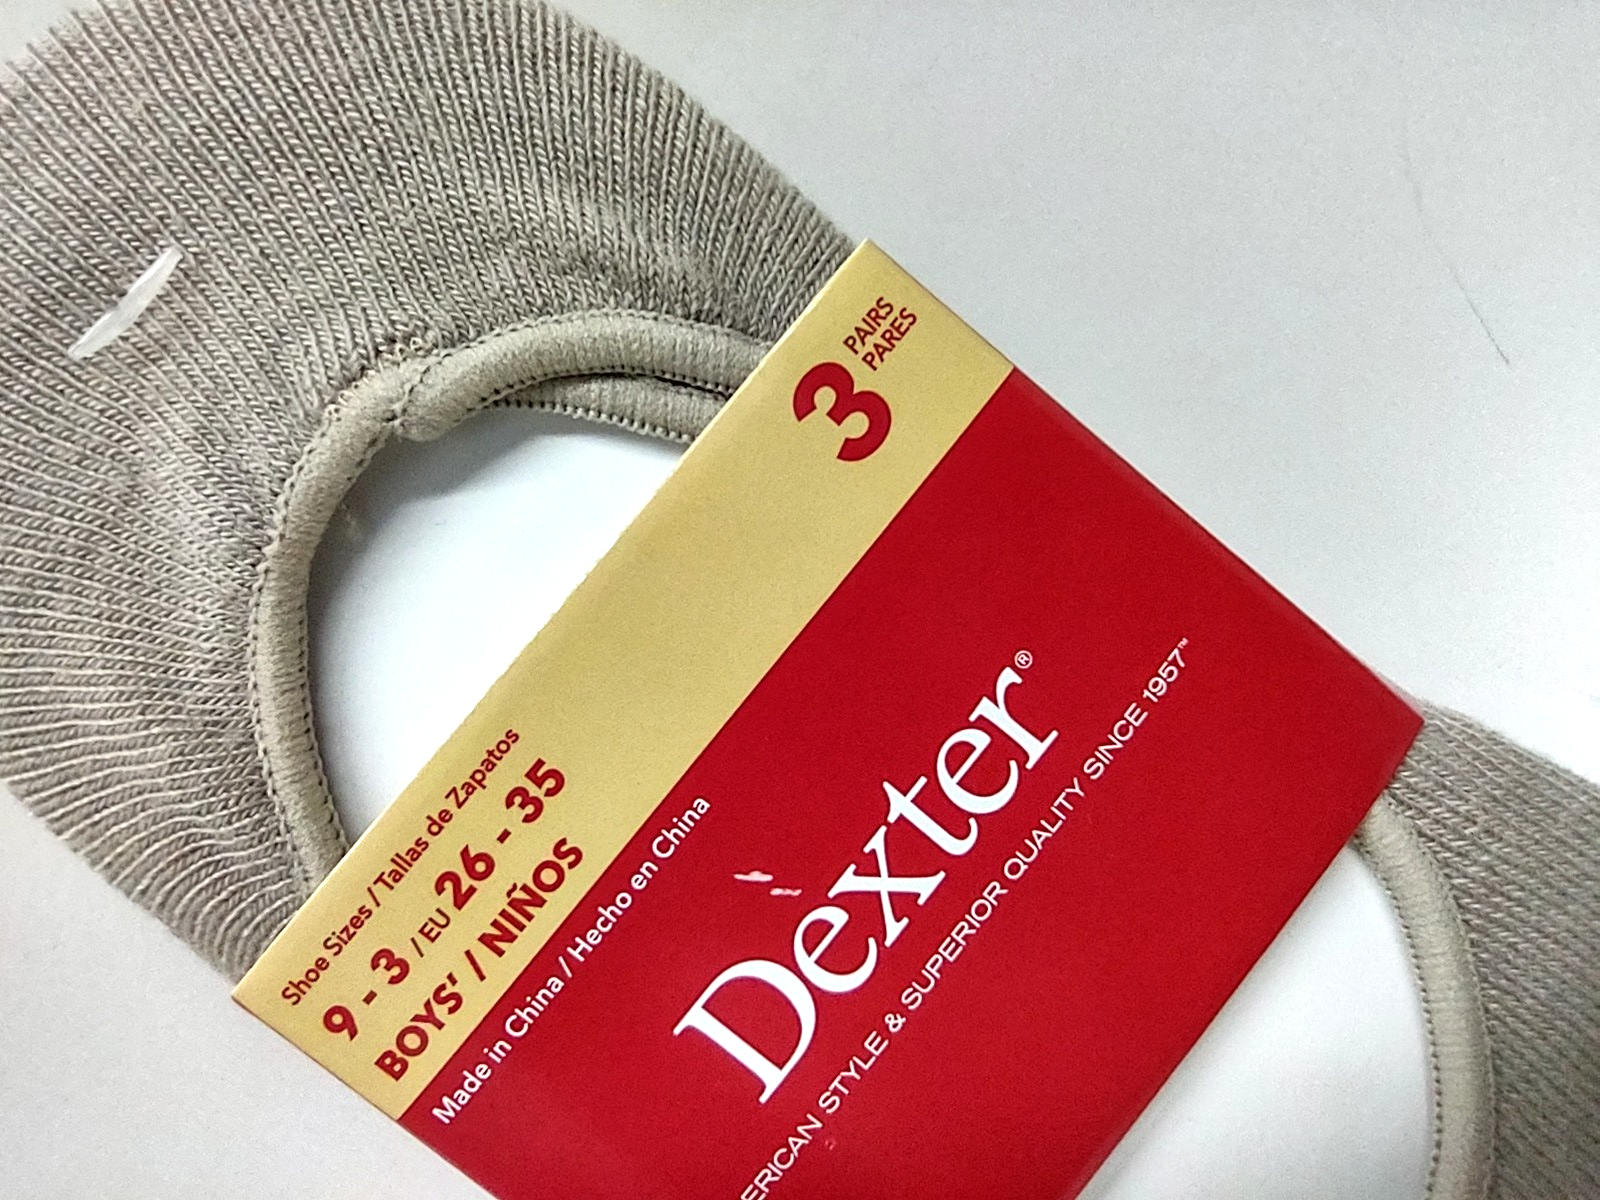 3 PAIRS
PARES
Shoe Sizes / Tallas de Zapatos
9 - 3 / EU 26 - 35
BOYS' / NIÑOS
Made in China / Hecho en China
Dexter®
STYLE & SUPERIOR QUALITY SINCE 1957™